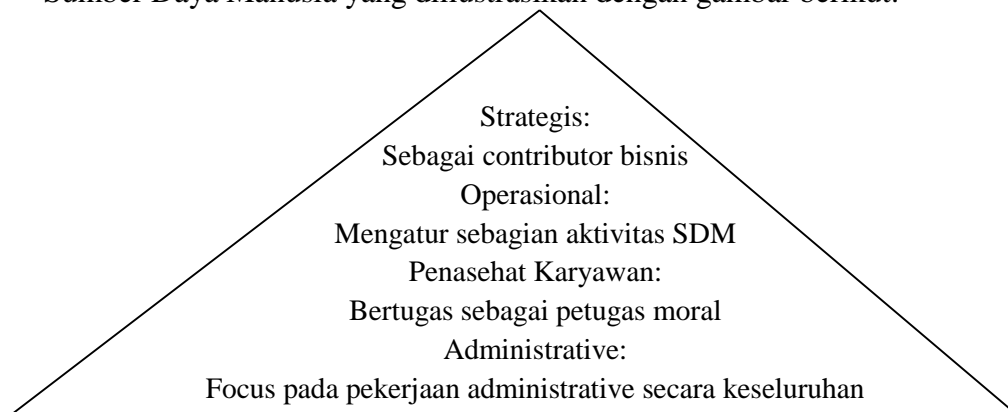 Sumber Daya Manusia yang diilustrasikan dengan gambar berikut:
Strategis:
Sebagai contributor bisnis
Operasional:
Mengatur sebagian aktivitas SDM
Penasehat Karyawan:
Bertugas sebagai petugas moral
Administrative:
Focus pada pekerjaan administrative secara keseluruhan